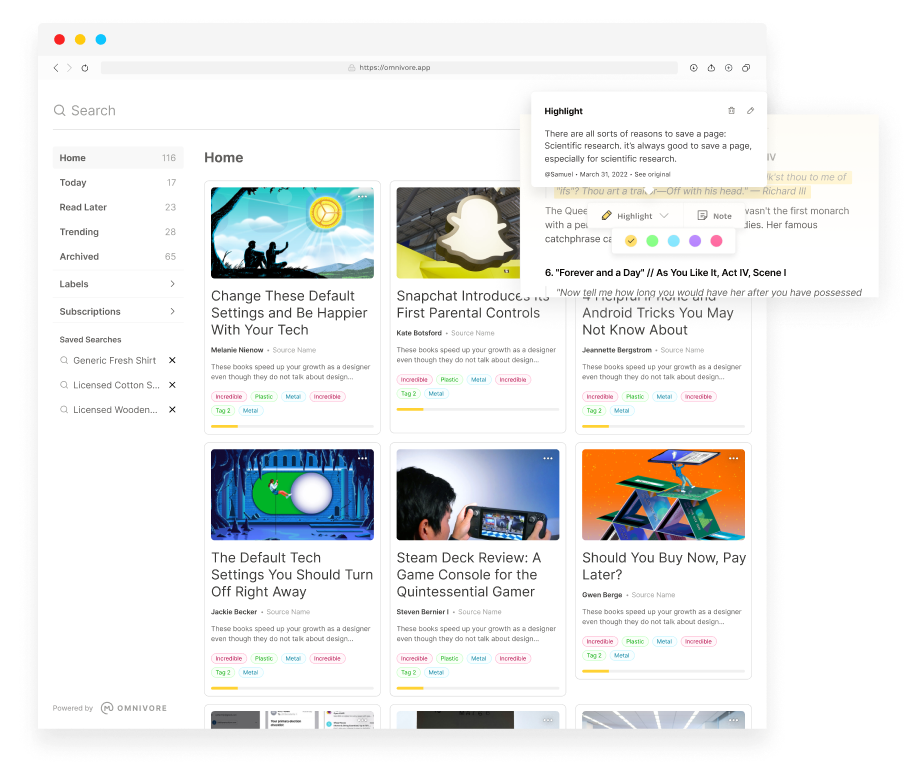 https://omnivore.app
Search
Home 116
Today 17
Read Later 23
Trending 28
Archived 65
Labels
Subscriptions
Saved Searches
Generic Fresh Shirt
Licensed Cotton S...
Licensed Wooden...
Powered by OMNIVORE
Home
Highlight
There are all sorts of reasons to save a page:
Scientific research. it's always good to save a page,
especially for scientific research.
@Samuel • March 31, 2022 • See original
IV
k'st thou to me of
"ifs"? Thou art a traitor—Off with his head." — Richard III
The Quee wasn't the first monarch
with a pe dies. Her famous
catchphrase ca
Highlight
Note
6. "Forever and a Day" // As You Like It, Act IV, Scene I
"Now tell me how long you would have her after you have possessed
Change These Default
Settings and Be Happier
With Your Tech
Melanie Nienow • Source Name
These books speed up your growth as a designer
even though they do not talk about design...
Incredible Plastic Metal Incredible
Tag 2 Metal
Snapchat Introduces Its
First Parental Controls
Kate Botsford • Source Name
These books speed up your growth as a designer
even though they do not talk about design...
Incredible Plastic Metal Incredible
Tag 2 Metal
4 Helpful iPhone and
Android Tricks You May
Not Know About
Jeannette Bergstrom • Source Name
These books speed up your growth as a designer
even though they do not talk about design...
Incredible Plastic Metal Incredible
Tag 2 Metal
The Default Tech
Settings You Should Turn
Off Right Away
Jackie Becker • Source Name
These books speed up your growth as a designer
even though they do not talk about design...
Incredible Plastic Metal Incredible
Tag 2 Metal
Steam Deck Review: A
Game Console for the
Quintessential Gamer
Steven Bernier I • Source Name
These books speed up your growth as a designer
even though they do not talk about design...
Incredible Plastic Metal Incredible
Tag 2 Metal
Should You Buy Now, Pay
Later?
Gwen Berge • Source Name
These books speed up your growth as a designer
even though they do not talk about design...
Incredible Plastic Metal Incredible
Tag 2 Metal